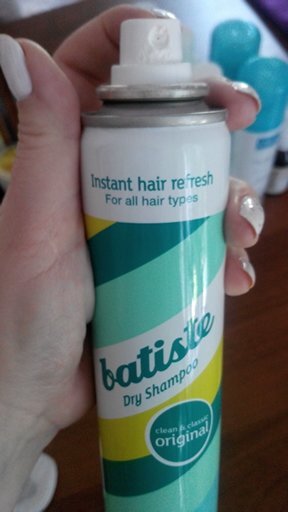 Instant hair refresh
For all hair types
batiste
Dry Shampoo
clean & classic
original